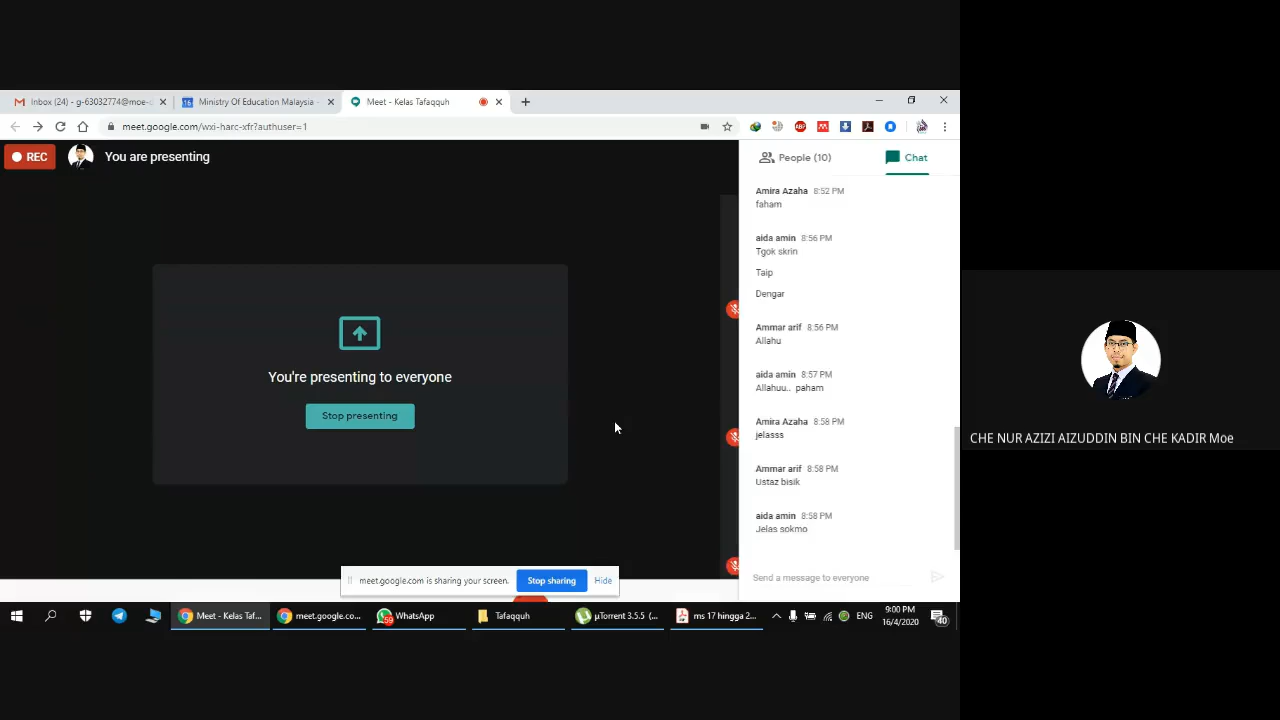 Inbox (24) - g-63032774@moe-
Ministry Of Education Malaysia -
Meet - Kelas Tafaqquh
meet.google.com/wxi-harc-xfr?authuser=1
ABP
REC
You are presenting
People (10)
Chat
Amira Azaha 8:52 PM
faham
aida amin 8:56 PM
Tgok skrin
Taip
Dengar
Ammar arif 8:56 PM
Allahu
aida amin 8:57 PM
Allahuu.. paham
Amira Azaha 8:58 PM
jelasss
Ammar arif 8:58 PM
Ustaz bisik
aida amin 8:58 PM
Jelas sokmo
Send a message to everyone
You're presenting to everyone
Stop presenting
CHE NUR AZIZI AIZUDDIN BIN CHE KADIR Moe
meet.google.com is sharing your screen.
Stop sharing
Hide
Meet - Kelas Taf...
meet.google.co...
59
WhatsApp
Tafaqquh
µTorrent 3.5.5 (...
ms 17 hingga 2...
ENG
9:00 PM
16/4/2020
40